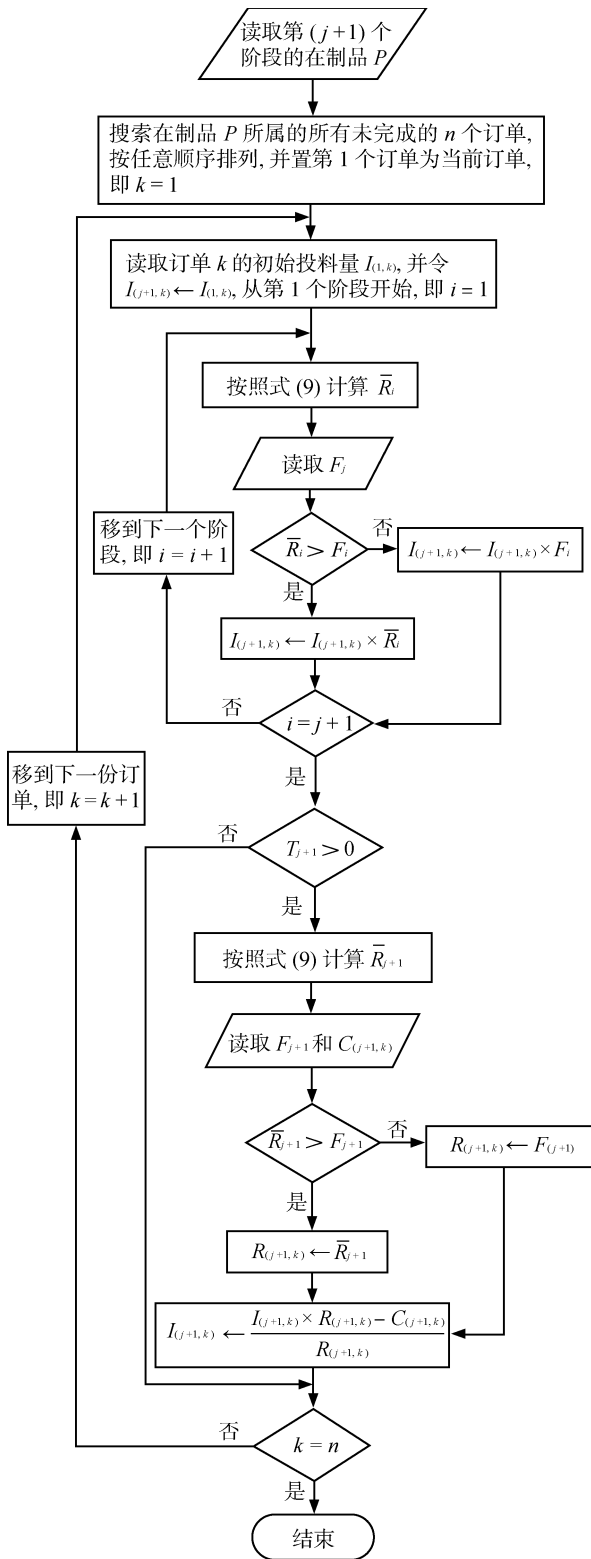 读取第 (j+1) 个
阶段的在制品 P
搜索在制品 P 所属的所有未完成的 n 个订单,
按任意顺序排列, 并置第 1 个订单为当前订单,
即 k = 1
读取订单 k 的初始投料量 I₍₁,ₖ₎, 并令
I₍ⱼ₊₁,ₖ₎ ← I₍₁,ₖ₎, 从第 1 个阶段开始, 即 i = 1
按照式 (9) 计算 R̄ᵢ
读取 Fⱼ
移到下一个阶
段, 即 i = i + 1
R̄ᵢ > Fᵢ
否
I₍ⱼ₊₁,ₖ₎ ← I₍ⱼ₊₁,ₖ₎ × Fᵢ
是
I₍ⱼ₊₁,ₖ₎ ← I₍ⱼ₊₁,ₖ₎ × R̄ᵢ
否
i = j + 1
是
移到下一份订
单, 即 k = k + 1
否
Tⱼ₊₁ > 0
是
按照式 (9) 计算 R̄ⱼ₊₁
读取 Fⱼ₊₁ 和 C₍ⱼ₊₁,ₖ₎
R̄ⱼ₊₁ > Fⱼ₊₁
否
R₍ⱼ₊₁,ₖ₎ ← F₍ⱼ₊₁₎
是
R₍ⱼ₊₁,ₖ₎ ← R̄ⱼ₊₁
I₍ⱼ₊₁,ₖ₎ × R₍ⱼ₊₁,ₖ₎ − C₍ⱼ₊₁,ₖ₎
I₍ⱼ₊₁,ₖ₎ ←
R₍ⱼ₊₁,ₖ₎
否
k = n
是
结束